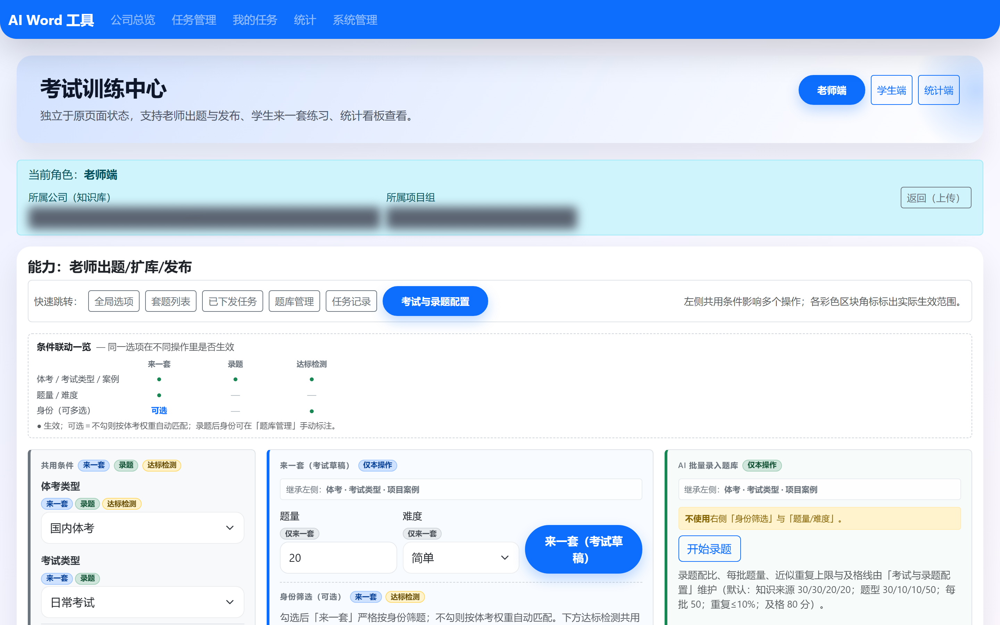 AI Word 工具 公司总览 任务管理 我的任务 统计 系统管理
考试训练中心
独立于原页面状态，支持老师出题与发布、学生来一套练习、统计看板查看。
老师端 学生端 统计端
当前角色：老师端
所属公司（知识库） 所属项目组
返回（上传）
能力：老师出题/扩库/发布
快速跳转： 全局选项 套题列表 已下发任务 题库管理 任务记录 考试与录题配置 左侧共用条件影响多个操作；各彩色区块角标标出实际生效范围。
条件联动一览 — 同一选项在不同操作里是否生效
来一套 录题 达标检测
体考 / 考试类型 / 案例 ● ● ●
题量 / 难度 ● — —
身份（可多选） 可选 — ●
● 生效；可选 = 不勾则按体考权重自动匹配；录题后身份可在「题库管理」手动标注。
共用条件 来一套 录题 达标检测
体考类型
来一套 录题 达标检测
国内体考
考试类型
来一套 录题
日常考试
来一套（考试草稿） 仅本操作
继承左侧：体考 · 考试类型 · 项目案例
题量 难度
仅来一套 仅来一套
20 简单
来一套（考试草
稿）
身份筛选（可选） 来一套 达标检测
勾选后「来一套」严格按身份筛题；不勾则按体考权重自动匹配。下方达标检测共用
AI 批量录入题库 仅本操作
继承左侧：体考 · 考试类型 · 项目案例
不使用右侧「身份筛选」与「题量/难度」。
开始录题
录题配比、每批题量、近似重复上限与及格线由「考试与录题配
置」维护（默认：知识来源 30/30/20/20；题型 30/10/10/50；每
批 50；重复≤10%；及格 80 分）。